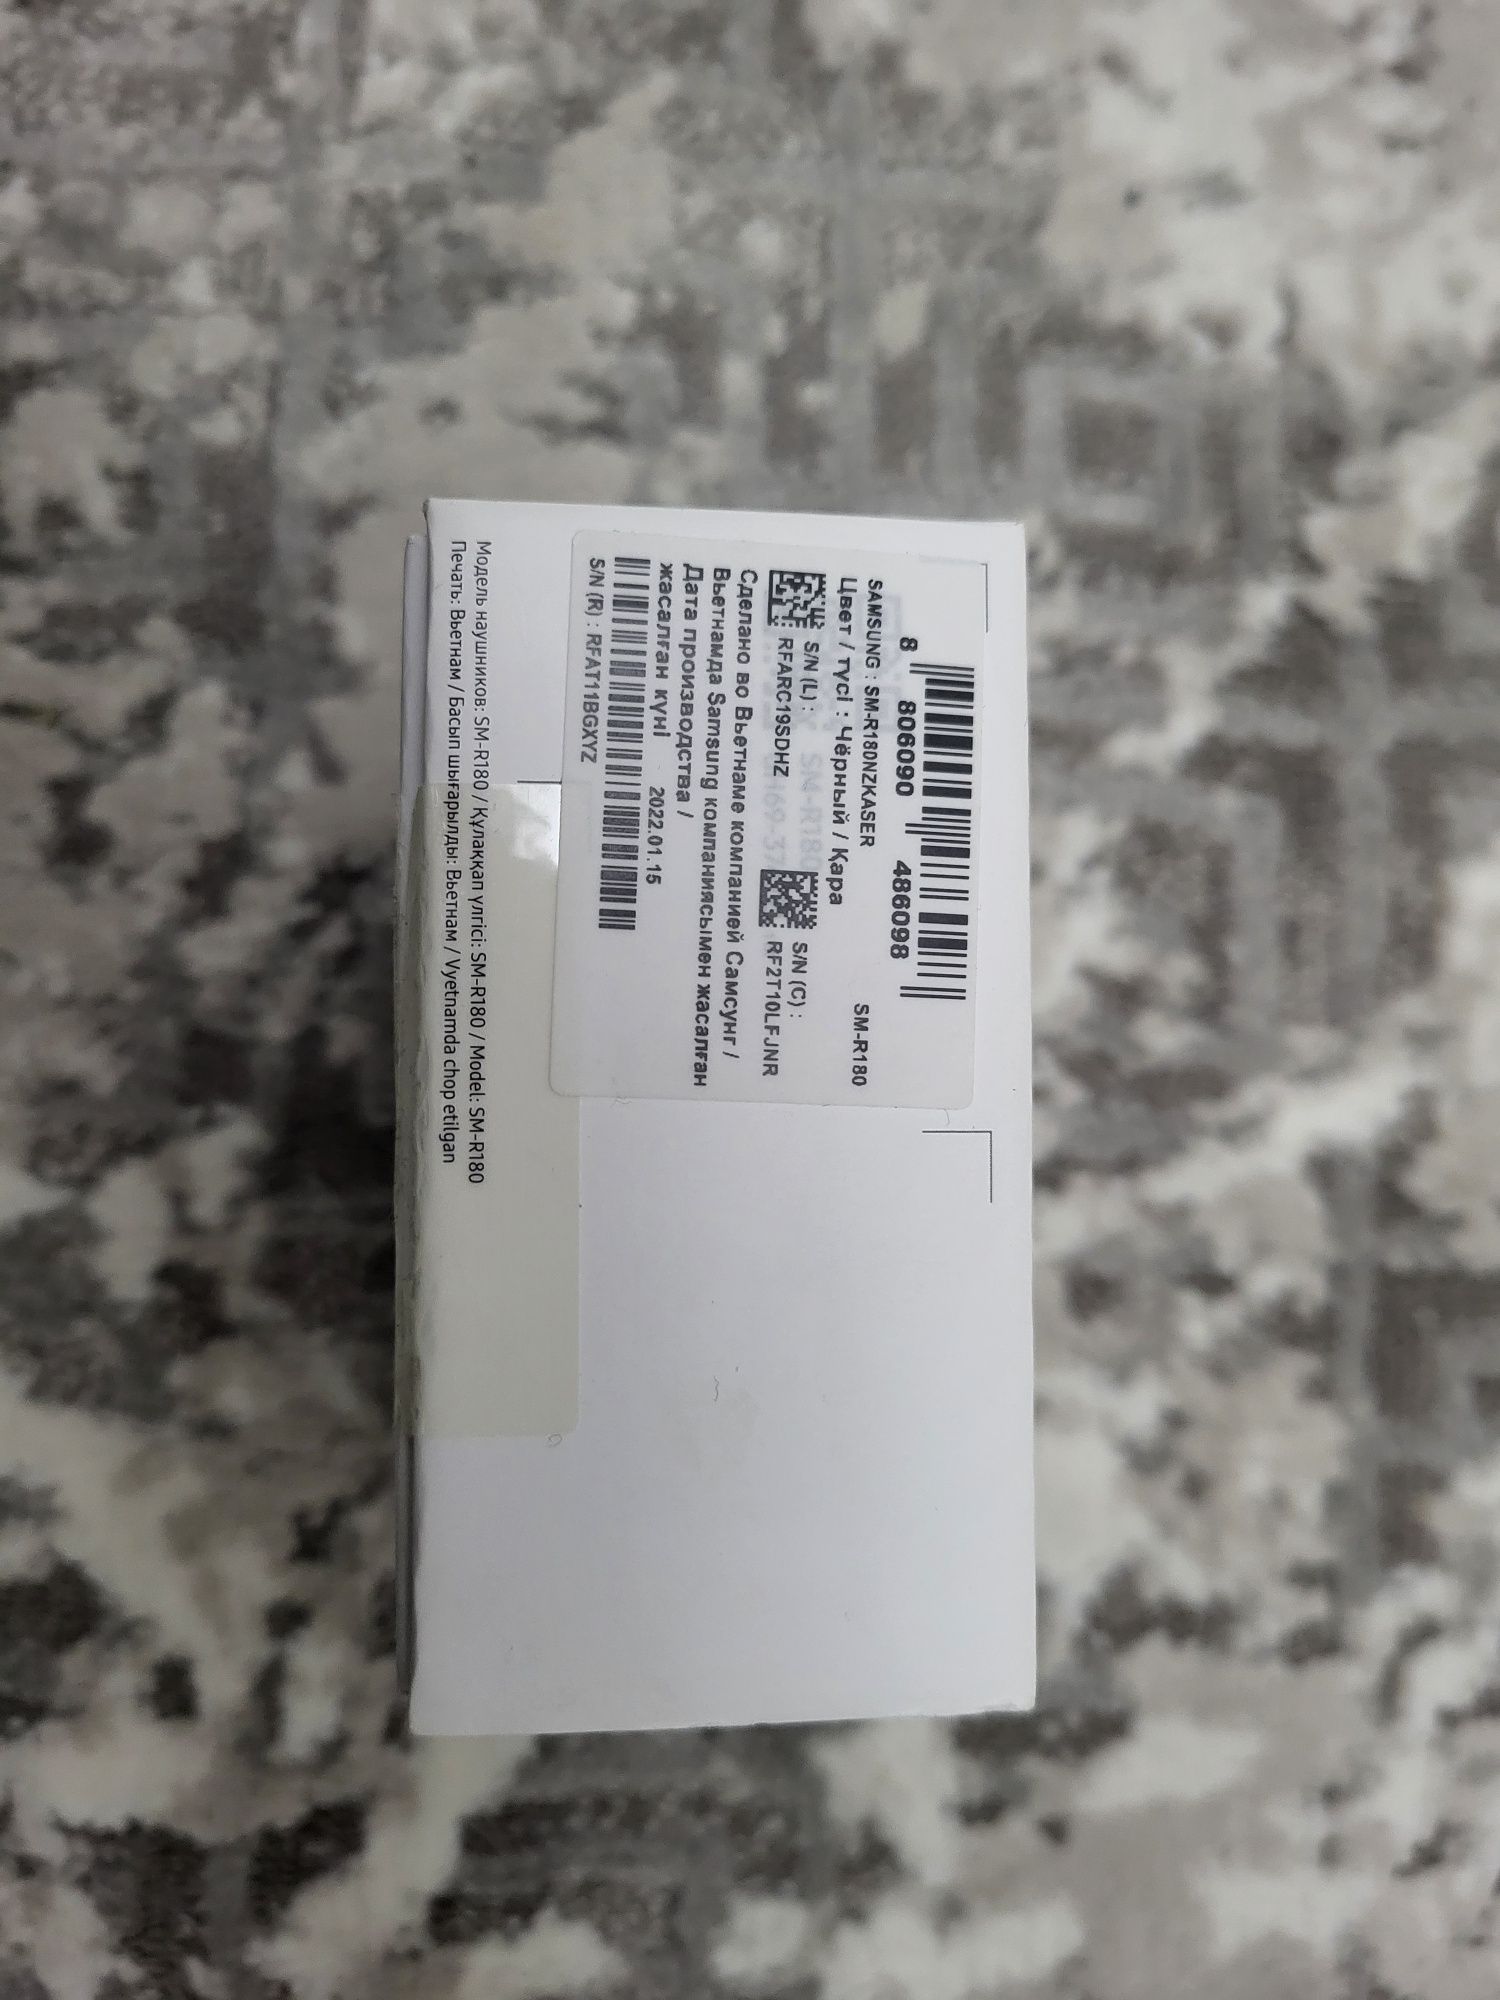 8 806090 486098
SAMSUNG : SM-R180NZKASER SM-R180
Цвет / түсі : Чёрный / Қара
S/N (L) : S/N (C) :
RFARC19SDHZ RF2T10LFJNR
Сделано во Вьетнаме компанией Самсунг /
Вьетнамда Samsung компаниясымен жасалған
Дата производства /
жасалған күні 2022.01.15
S/N (R) : RFAT11BGXYZ
Модель наушников: SM-R180 / Құлаққап үлгісі: SM-R180 / Model: SM-R180
Печать: Вьетнам / Басып шығарылды: Вьетнам / Vyetnamda chop etilgan